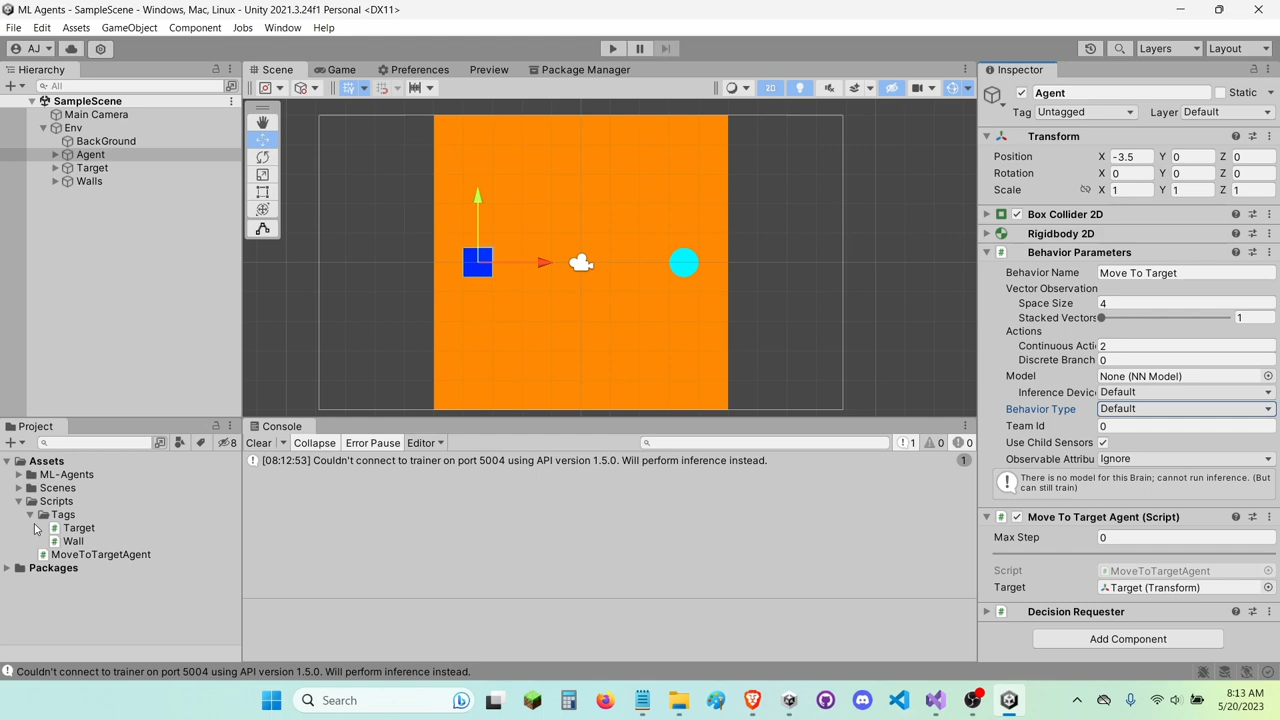 ML Agents - SampleScene - Windows, Mac, Linux - Unity 2021.3.24f1 Personal <DX11>
File Edit Assets GameObject Component Jobs Window Help
AJ Layers Layout
Hierarchy
All
SampleScene
Main Camera
Env
BackGround
Agent
Target
Walls
Scene Game Preferences Preview Package Manager
2D
Inspector
Agent Static
Tag Untagged Layer Default
Transform
Position X -3.5 Y 0 Z 0
Rotation X 0 Y 0 Z 0
Scale X 1 Y 1 Z 1
Box Collider 2D
Rigidbody 2D
Behavior Parameters
Behavior Name Move To Target
Vector Observation
Space Size 4
Stacked Vectors 1
Actions
Continuous Acti 2
Discrete Branch 0
Model None (NN Model)
Inference Devic Default
Behavior Type Default
Team Id 0
Use Child Sensors
Observable Attribu Ignore
There is no model for this Brain; cannot run inference. (But
can still train)
Move To Target Agent (Script)
Max Step 0
Script MoveToTargetAgent
Target Target (Transform)
Decision Requester
Add Component
Project
8
Assets
ML-Agents
Scenes
Scripts
Tags
Target
Wall
MoveToTargetAgent
Packages
Console
Clear Collapse Error Pause Editor 1 0 0
[08:12:53] Couldn't connect to trainer on port 5004 using API version 1.5.0. Will perform inference instead. 1
Couldn't connect to trainer on port 5004 using API version 1.5.0. Will perform inference instead.
Search
8:13 AM
5/20/2023